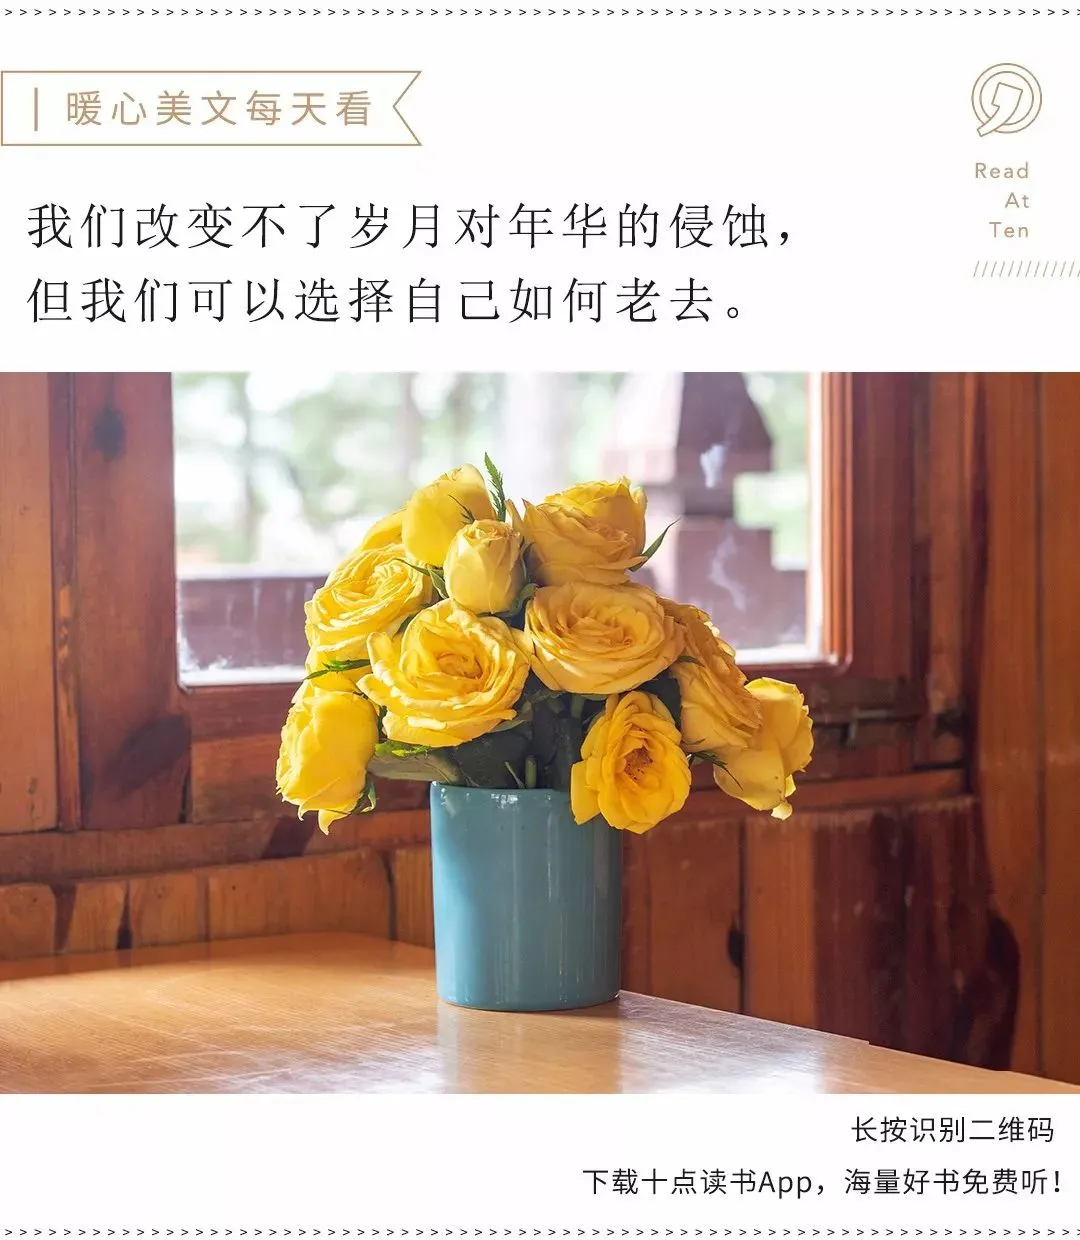 暖心美文每天看
Read
At
Ten
我们改变不了岁月对年华的侵蚀，
但我们可以选择自己如何老去。
长按识别二维码
下载十点读书App，海量好书免费听！